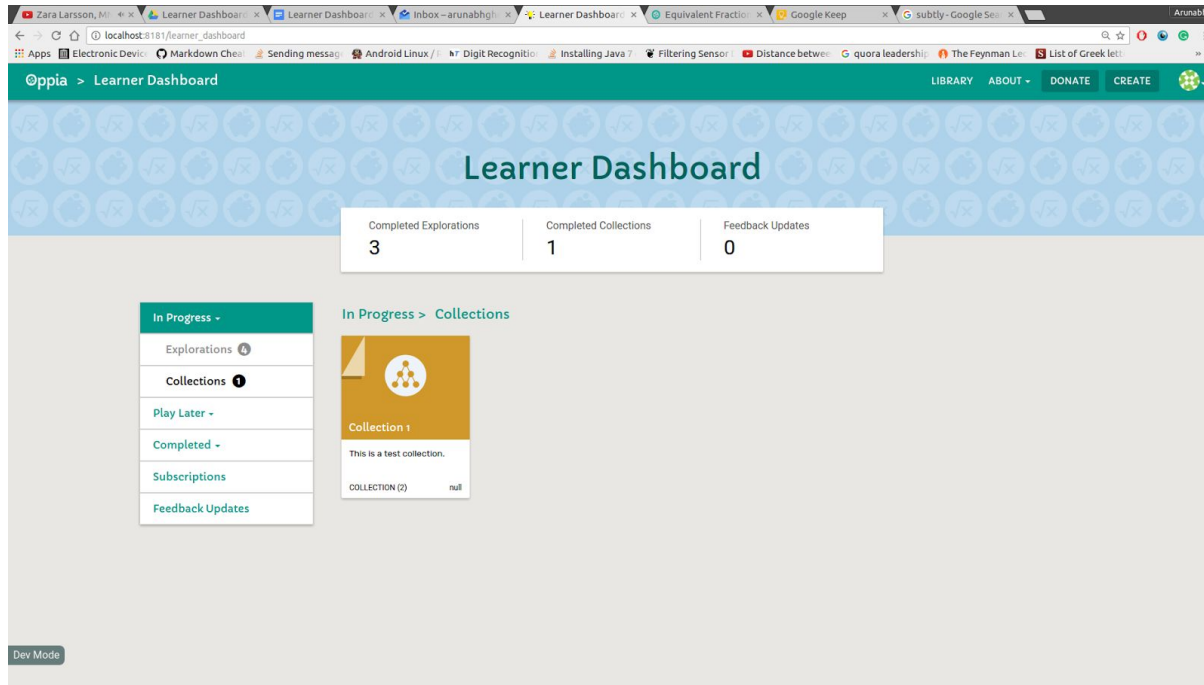 Zara Larsson, M Learner Dashboard Learner Dashboard Inbox – arunabhgh Learner Dashboard Equivalent Fraction Google Keep subtly - Google Sea Arunabl
localhost:8181/learner_dashboard
Apps Electronic Device Markdown Cheat Sending message Android Linux / Digit Recognition Installing Java 7 Filtering Sensor Distance betwee quora leadership The Feynman Lec List of Greek lett »
Oppia > Learner Dashboard LIBRARY ABOUT DONATE CREATE
Learner Dashboard
Completed Explorations Completed Collections Feedback Updates
3 1 0
In Progress In Progress > Collections
Explorations 4
Collections 1
Play Later
Completed
Collection 1
This is a test collection.
Subscriptions
COLLECTION (2) null
Feedback Updates
Dev Mode